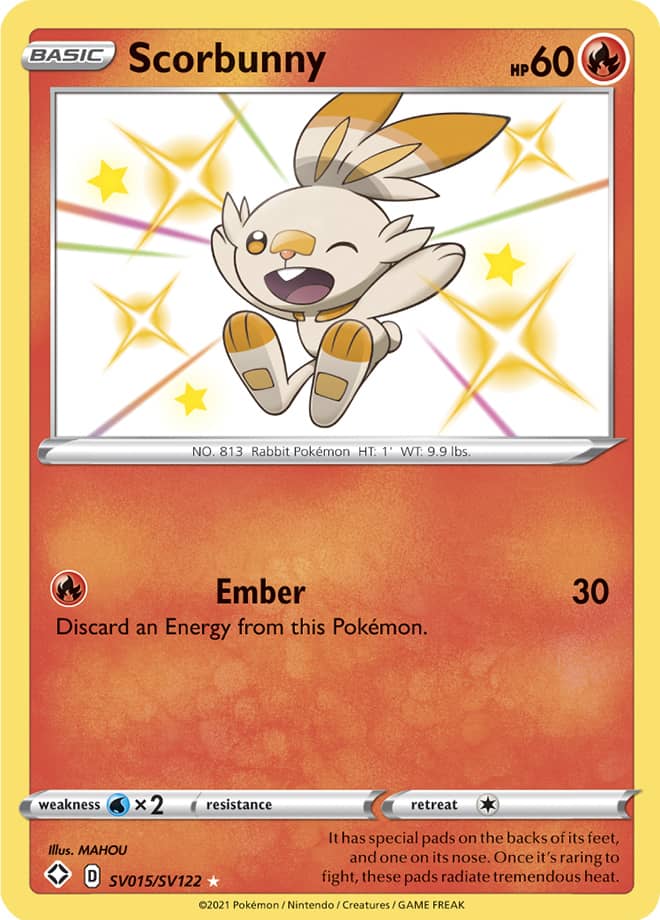 BASIC Scorbunny HP60
NO. 813 Rabbit Pokémon HT: 1' WT: 9.9 lbs.
Ember 30
Discard an Energy from this Pokémon.
weakness ×2 resistance retreat
Illus. MAHOU
It has special pads on the backs of its feet,
and one on its nose. Once it's raring to
fight, these pads radiate tremendous heat.
D SV015/SV122
©2021 Pokémon / Nintendo / Creatures / GAME FREAK